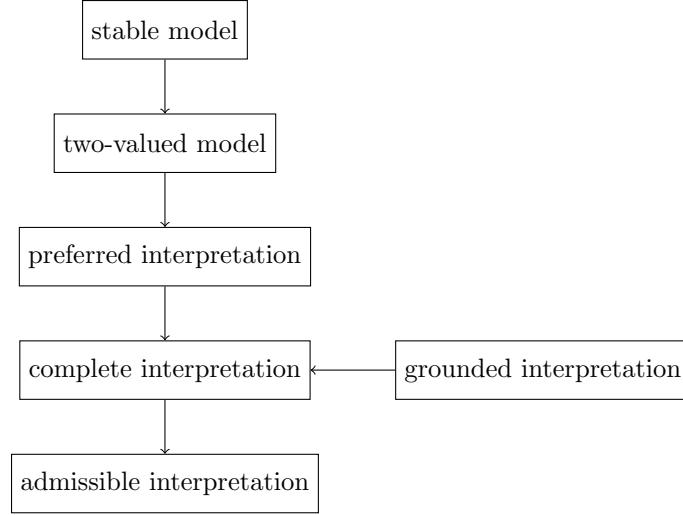 stable model
two-valued model
preferred interpretation
complete interpretation
grounded interpretation
admissible interpretation